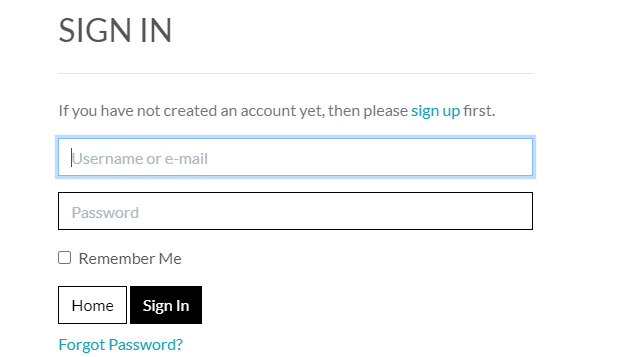 SIGN IN
If you have not created an account yet, then please sign up first.
Username or e-mail
Password
Remember Me
Home Sign In
Forgot Password?